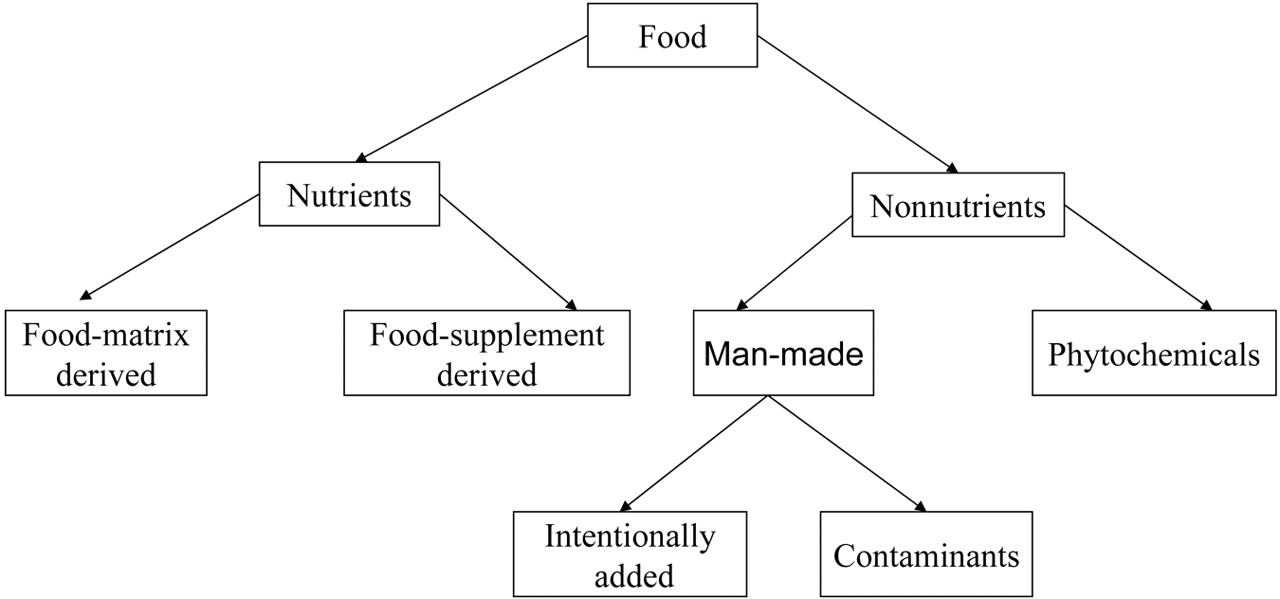 Food
Nutrients
Nonnutrients
Food-matrix
derived
Food-supplement
derived
Man-made
Phytochemicals
Intentionally
added
Contaminants